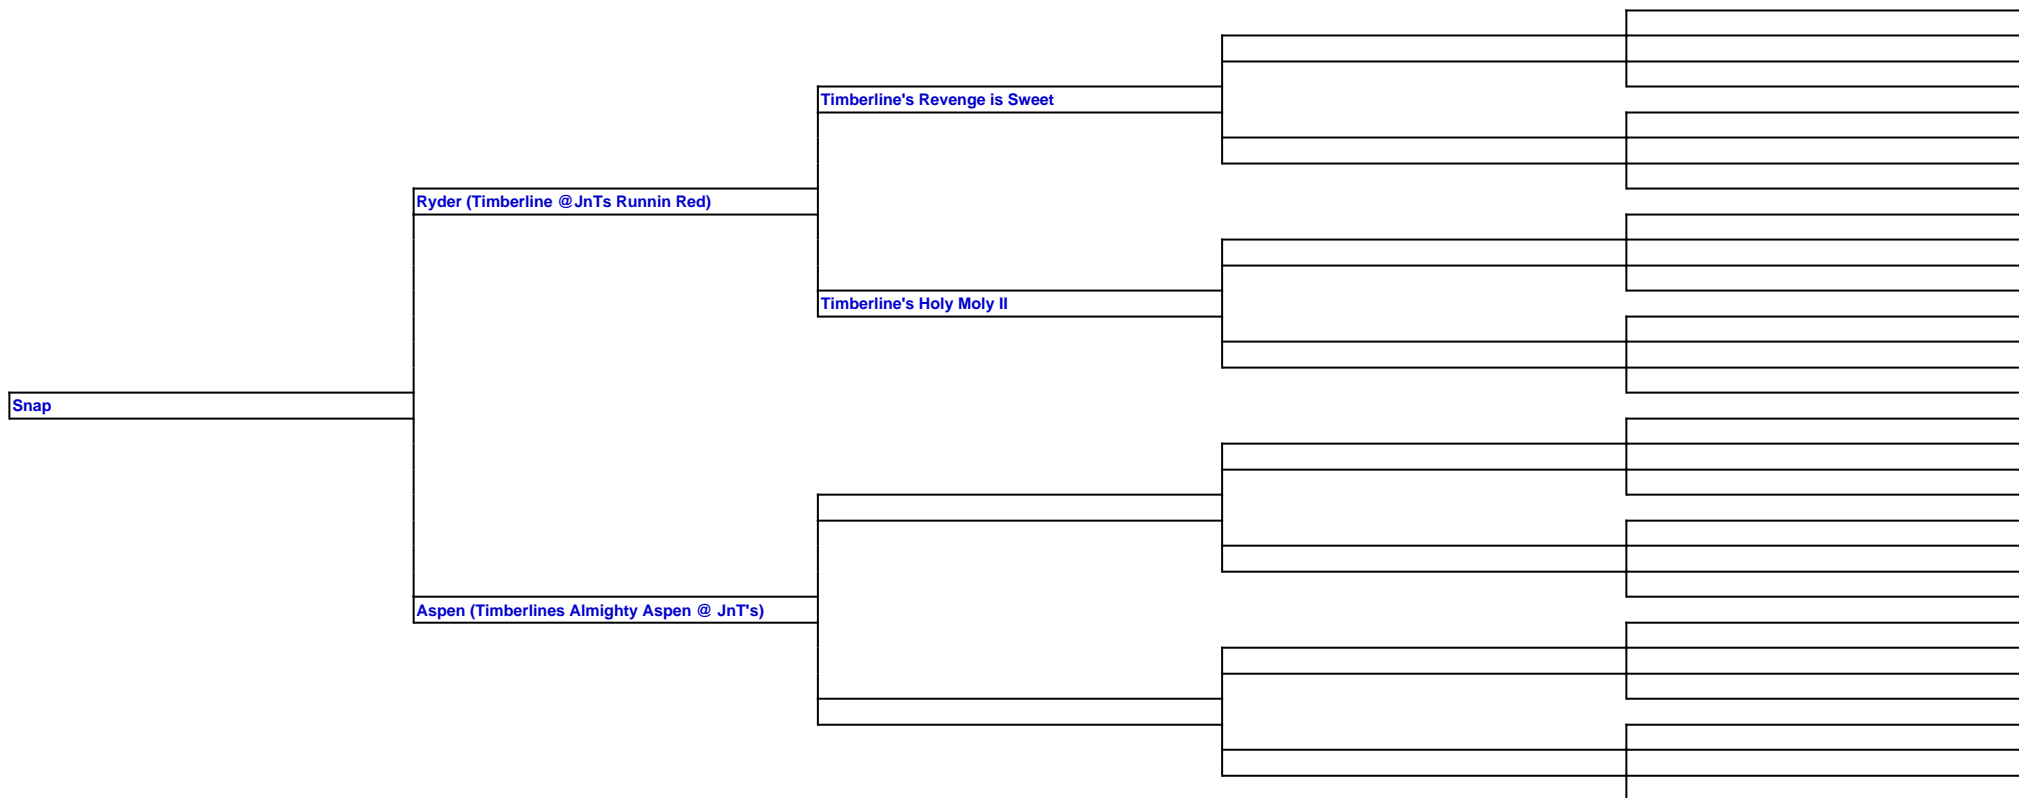 Timberline's Revenge is Sweet
Ryder (Timberline @JnTs Runnin Red)
Timberline's Holy Moly II
Snap
Aspen (Timberlines Almighty Aspen @ JnT's)